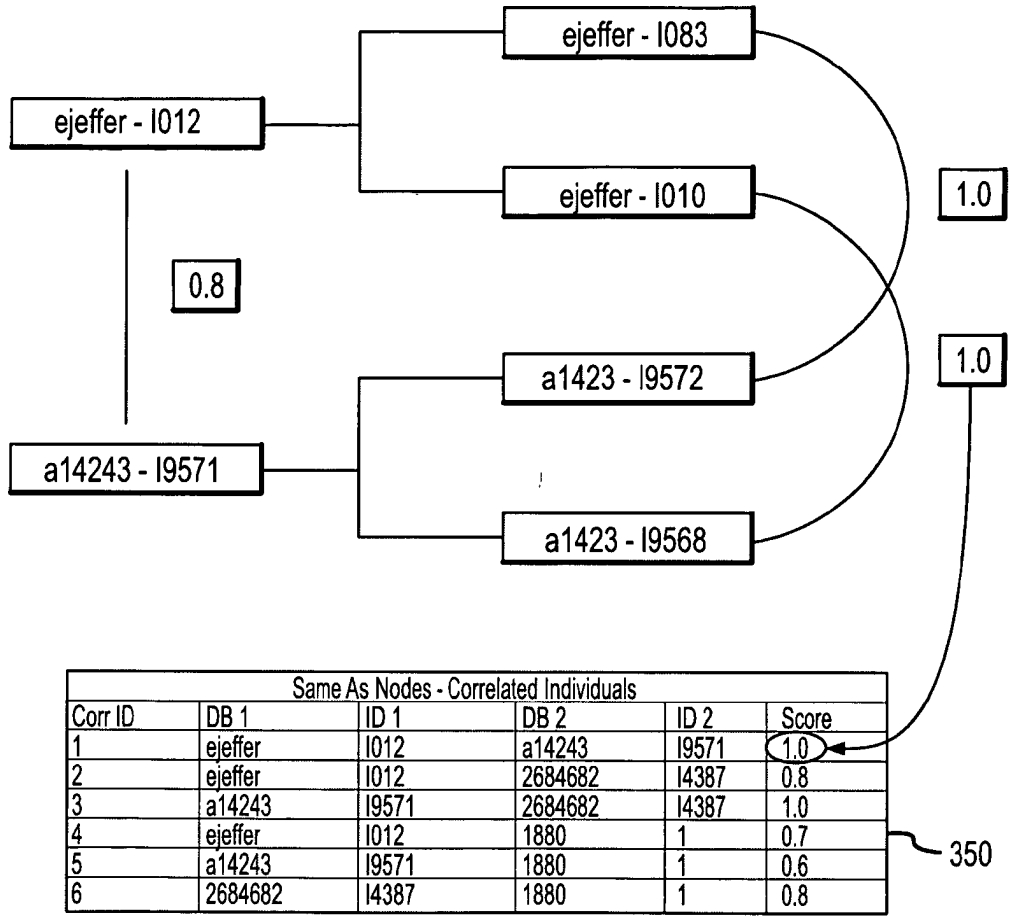 ejeffer - I083
ejeffer - I012
ejeffer - I010
1.0
0.8
1.0
a1423 - I9572
a14243 - I9571
a1423 - I9568
Same As Nodes - Correlated Individuals
Corr ID DB 1 ID 1 DB 2 ID 2 Score
1 ejeffer I012 a14243 I9571 1.0
2 ejeffer I012 2684682 I4387 0.8
3 a14243 I9571 2684682 I4387 1.0
4 ejeffer I012 1880 1 0.7
5 a14243 I9571 1880 1 0.6
6 2684682 I4387 1880 1 0.8
350